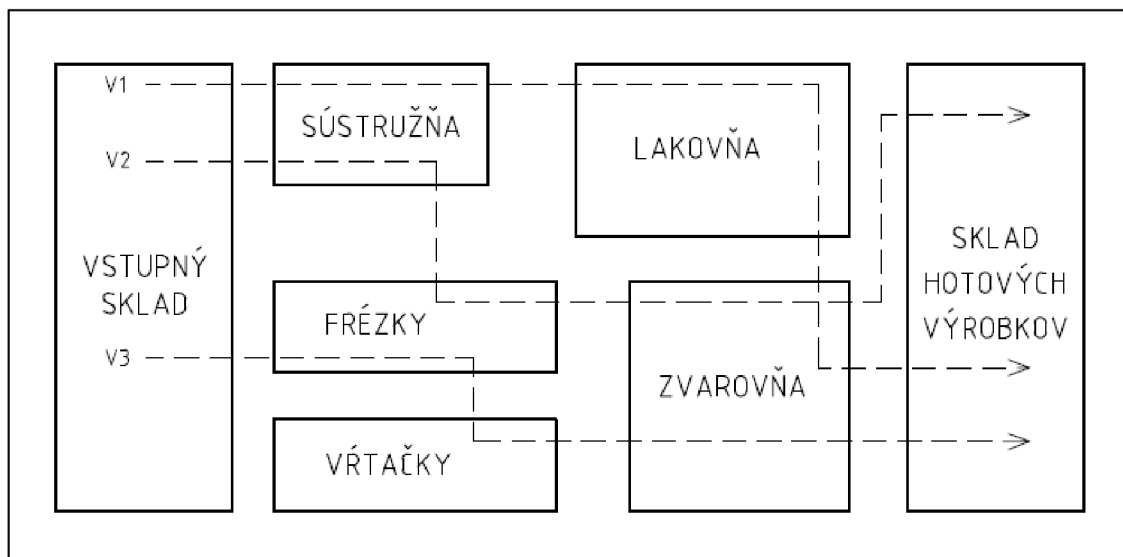 V1
V2
VSTUPNÝ
SKLAD
V3
SÚSTRUŽŇA
FRÉZKY
VŔTAČKY
LAKOVŇA
ZVAROVŇA
SKLAD
HOTOVÝCH
VÝROBKOV